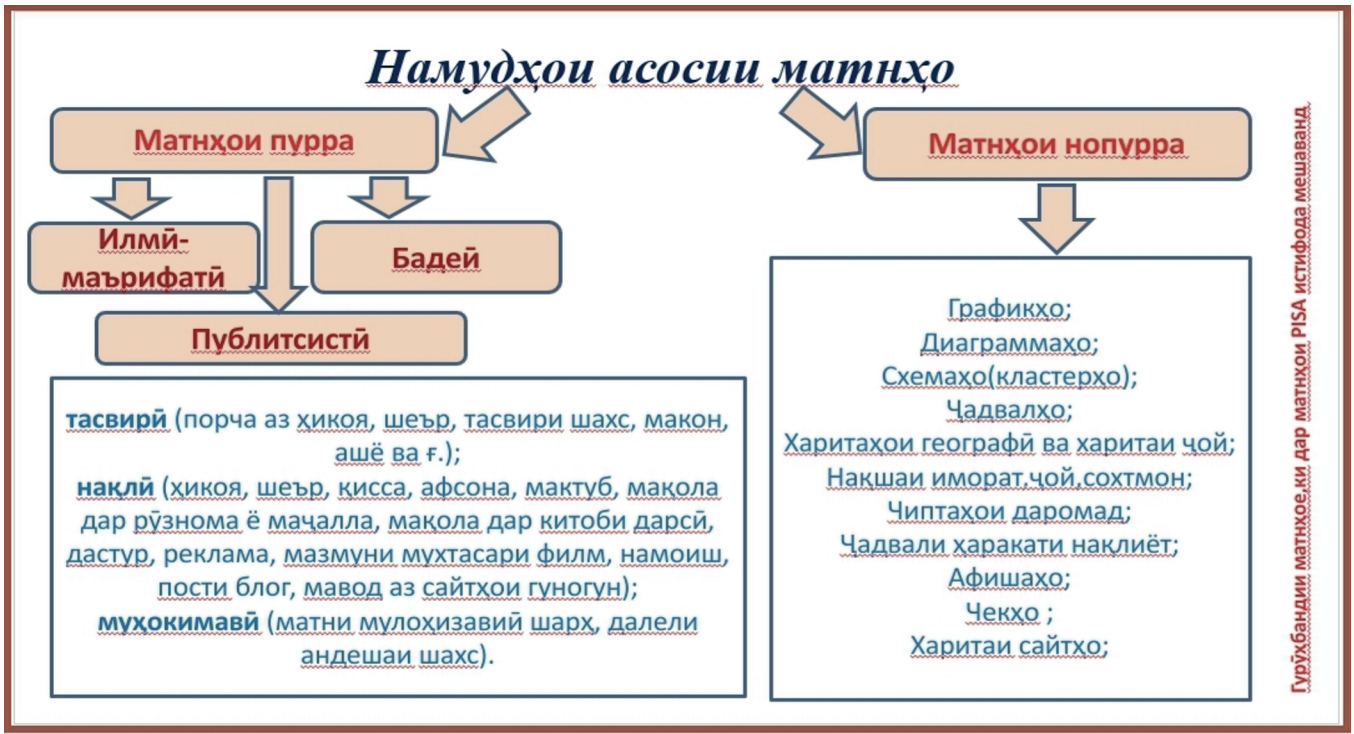 Намудҳои асосии матнҳо
Матнҳои пурра
Матнҳои нопурра
Илмӣ-
маърифатӣ
Бадеӣ
Публитсистӣ
тасвирӣ (порча аз ҳикоя, шеър, тасвири шахс, макон,
ашё ва ғ.);
нақлӣ (ҳикоя, шеър, қисса, афсона, мактуб, мақола
дар рӯзнома ё маҷалла, мақола дар китоби дарсӣ,
дастур, реклама, мазмуни мухтасари филм, намоиш,
пости блог, мавод аз сайтҳои гуногун);
муҳокимавӣ (матни мулоҳизавиӣ шарҳ, далели
андешаи шахс).
Графикҳо;
Диаграммаҳо;
Схемаҳо(кластерҳо);
Ҷадвалҳо;
Харитаҳои географӣ ва харитаи ҷой;
Нақшаи иморат,ҷой,сохтмон;
Чиптаҳои даромад;
Ҷадвали ҳаракати нақлиёт;
Афишаҳо;
Чекҳо ;
Харитаи сайтҳо;
Гурӯҳбандии матнҳое,ки дар матнҳои PISA истифода мешаванд